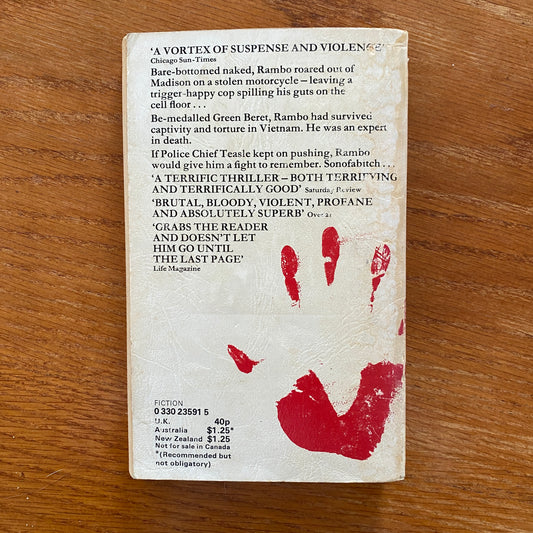 ‘A VORTEX OF SUSPENSE AND VIOLENCE’
Chicago Sun-Times
Bare-bottomed naked, Rambo roared out of
Madison on a stolen motorcycle – leaving a
trigger-happy cop spilling his guts on the
cell floor . . .
Be-medalled Green Beret, Rambo had survived
captivity and torture in Vietnam. He was an expert
in death.
If Police Chief Teasle kept on pushing, Rambo
would give him a fight to remember. Sonofabitch . . .
‘A TERRIFIC THRILLER – BOTH TERRIFYING
AND TERRIFICALLY GOOD’ Saturday Review
‘BRUTAL, BLOODY, VIOLENT, PROFANE
AND ABSOLUTELY SUPERB’ Over 21
‘GRABS THE READER
AND DOESN'T LET
HIM GO UNTIL
THE LAST PAGE’
Life Magazine
FICTION
0 330 23591 5
U.K. 40p
Australia $1.25*
New Zealand $1.25
Not for sale in Canada
*(Recommended but
not obligatory)